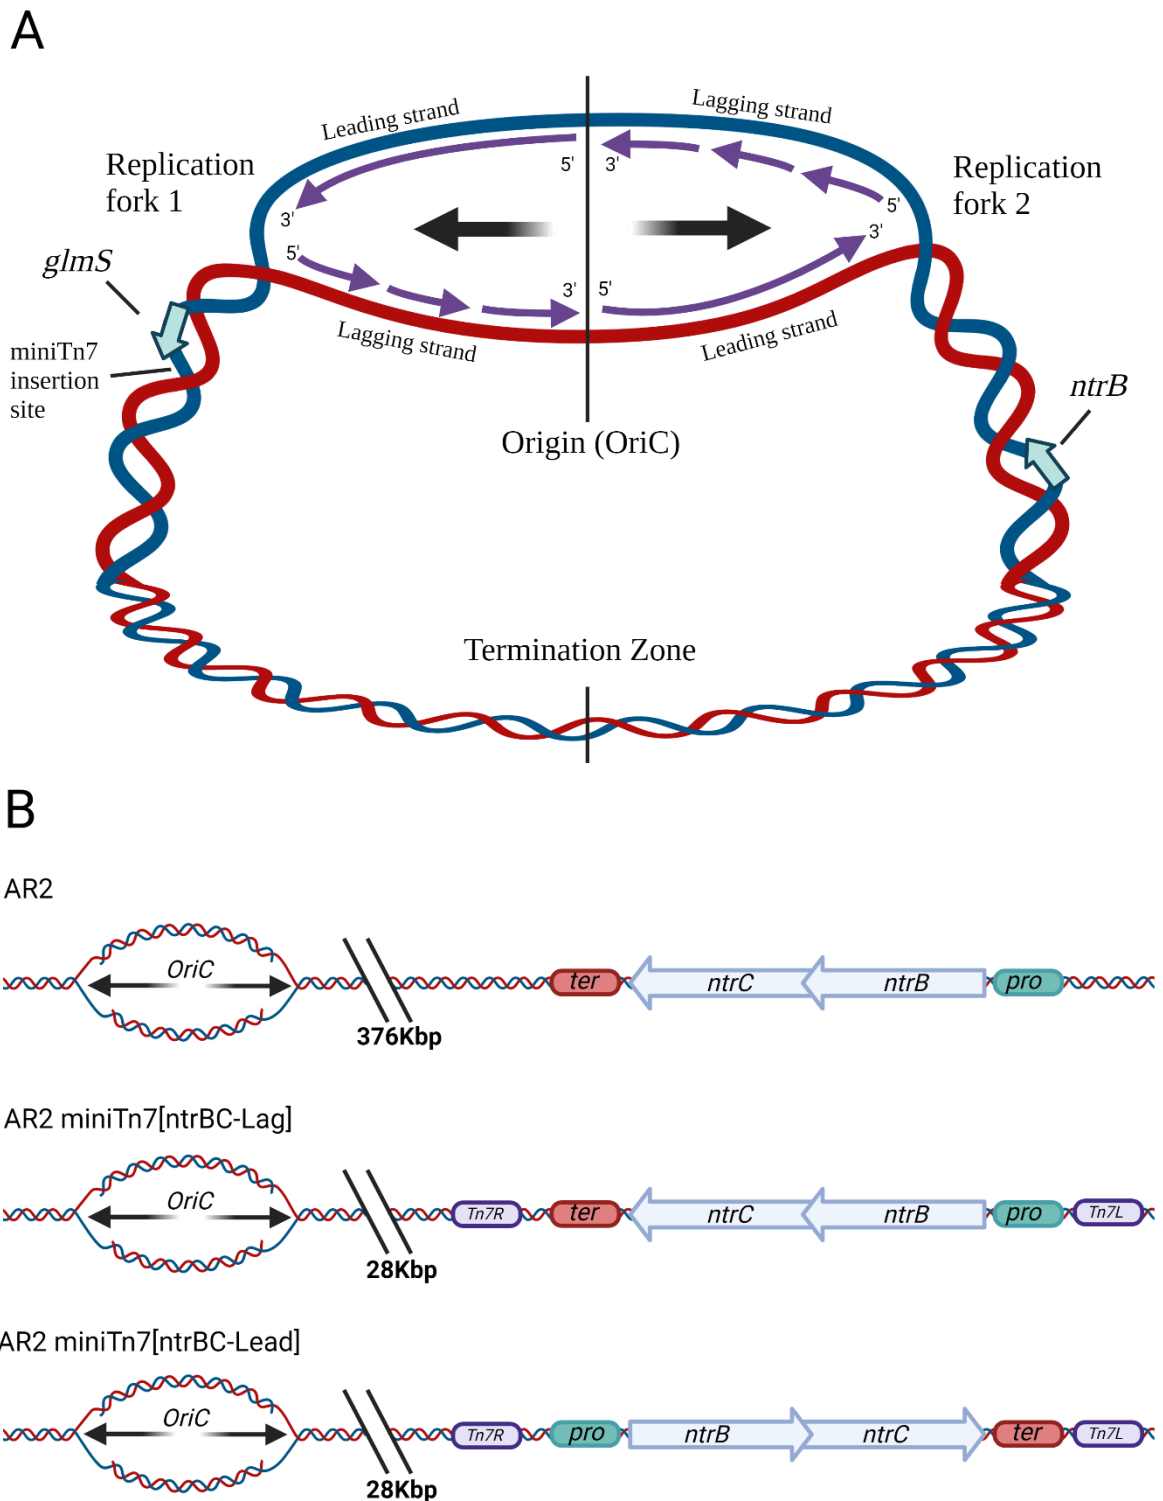 A
Leading strand
Lagging strand
Replication
fork 1
Replication
fork 2
5'
3'
3'
5'
5'
3'
3'
5'
glmS
miniTn7
insertion
site
Lagging strand
Leading strand
ntrB
Origin (OriC)
Termination Zone
B
AR2
OriC
376Kbp
ter
ntrC
ntrB
pro
AR2 miniTn7[ntrBC-Lag]
OriC
28Kbp
Tn7R
ter
ntrC
ntrB
pro
Tn7L
AR2 miniTn7[ntrBC-Lead]
OriC
28Kbp
Tn7R
pro
ntrB
ntrC
ter
Tn7L